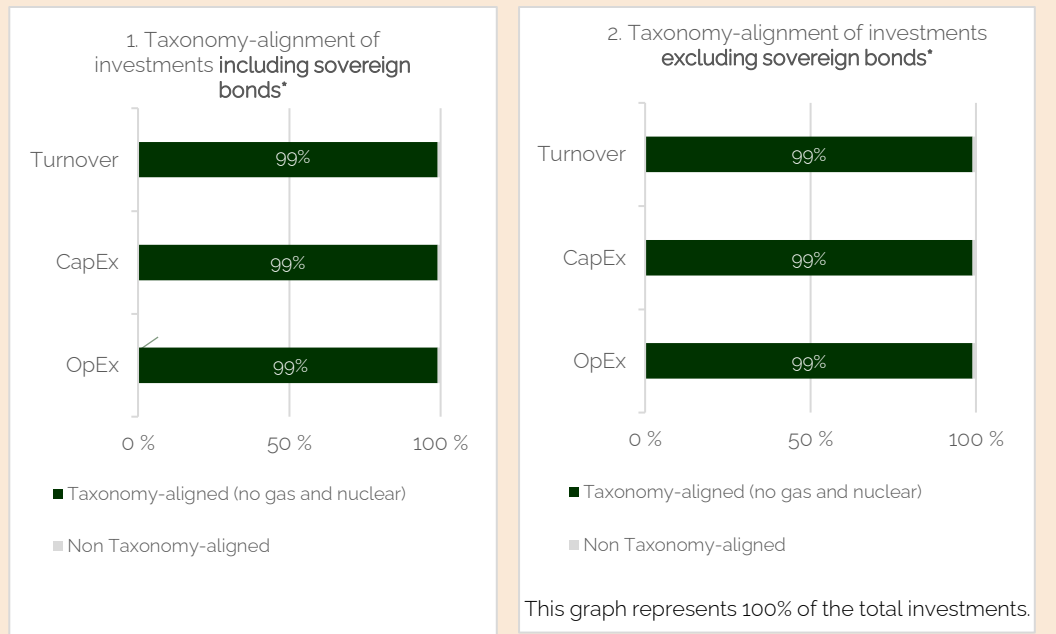 1. Taxonomy-alignment of
investments including sovereign
bonds*
Turnover
99%
CapEx
99%
OpEx
99%
0 %
50 %
100 %
Taxonomy-aligned (no gas and nuclear)
Non Taxonomy-aligned
2. Taxonomy-alignment of investments
excluding sovereign bonds*
Turnover
99%
CapEx
99%
OpEx
99%
0 %
50 %
100 %
Taxonomy-aligned (no gas and nuclear)
Non Taxonomy-aligned
This graph represents 100% of the total investments.